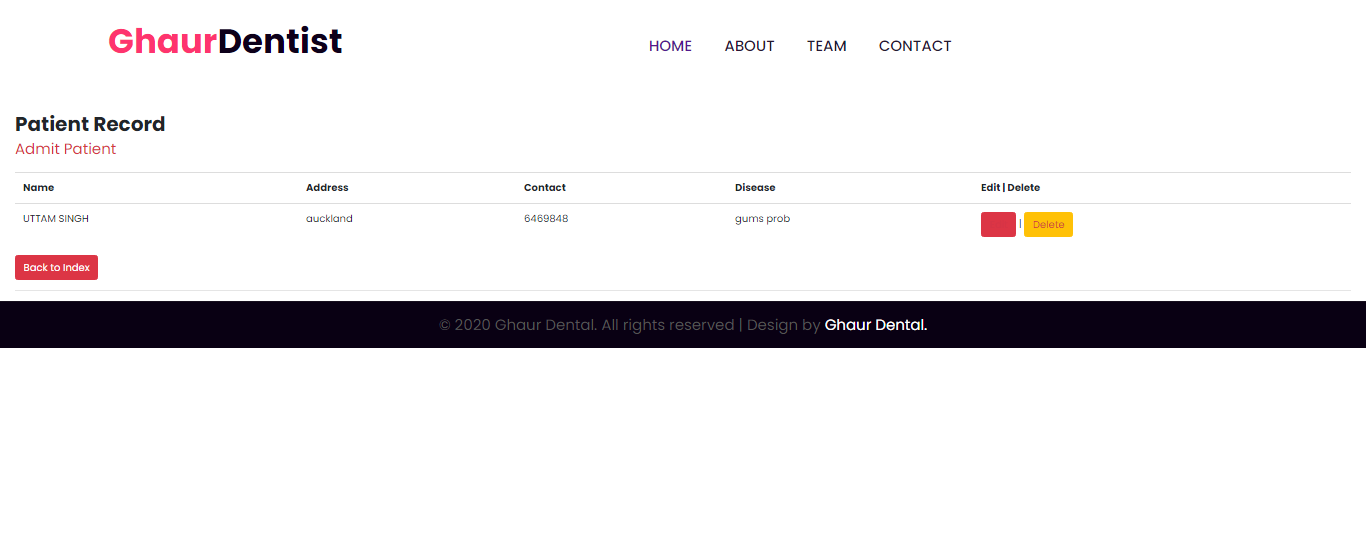 GhaurDentist
HOME ABOUT TEAM CONTACT
Patient Record
Admit Patient
Name Address Contact Disease Edit | Delete
UTTAM SINGH auckland 6469848 gums prob | Delete
Back to Index
© 2020 Ghaur Dental. All rights reserved | Design by Ghaur Dental.